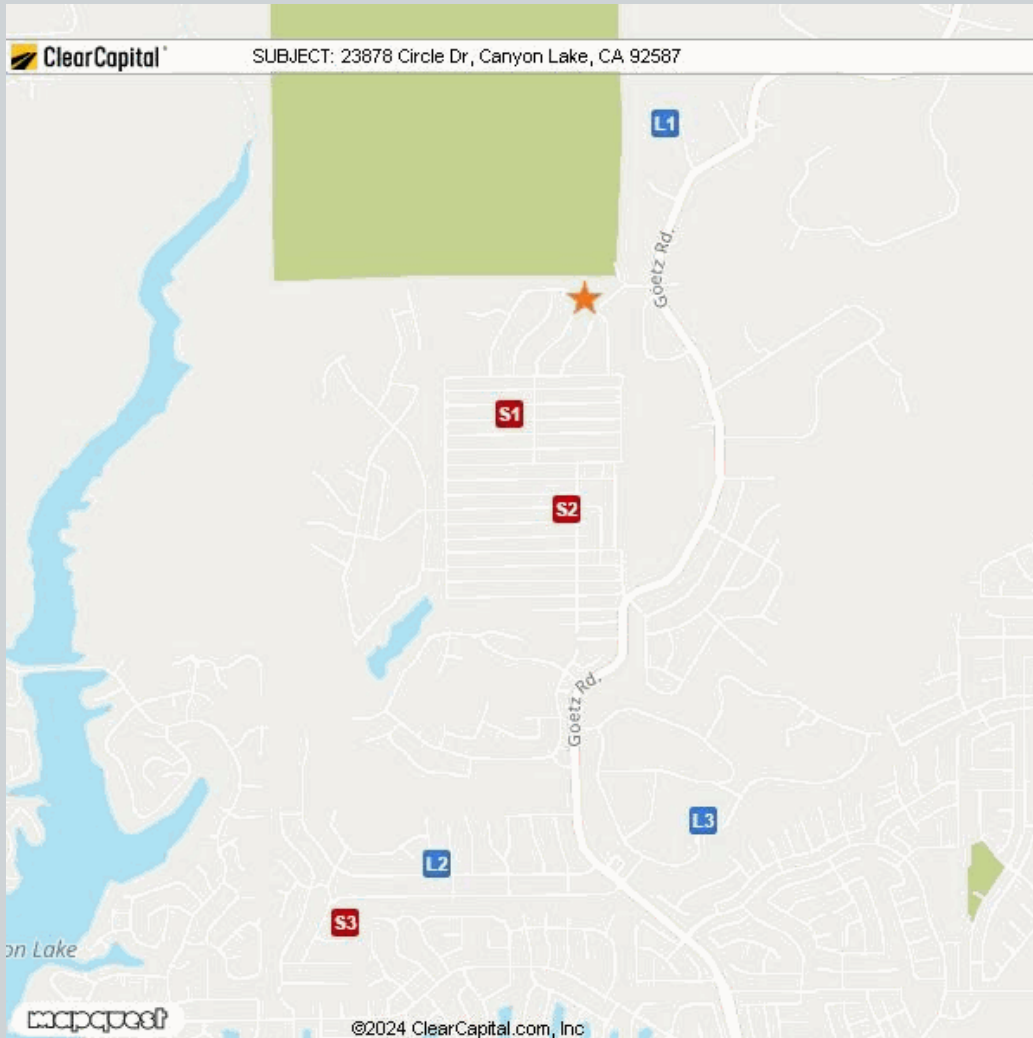 ClearCapital SUBJECT: 23878 Circle Dr, Canyon Lake, CA 92587
L1
Goetz Rd.
S1
S2
Goetz Rd.
L3
L2
S3
on Lake
mapquest
©2024 ClearCapital.com, Inc